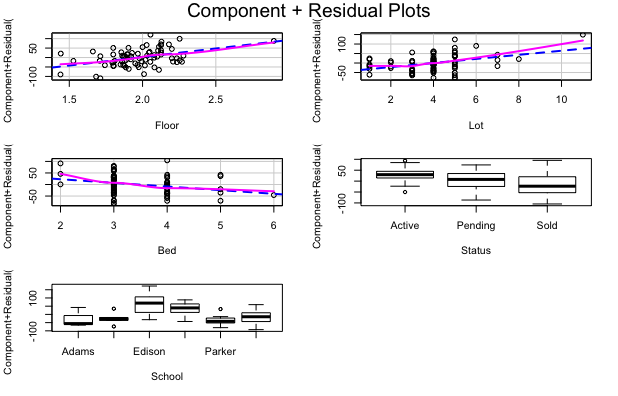 Component + Residual Plots
Component+Residual(
50
-100
1.5 2.0 2.5
Floor
Component+Residual(
100
-50
2 4 6 8 10
Lot
Component+Residual(
50
-50
2 3 4 5 6
Bed
Component+Residual(
50
-100
Active Pending Sold
Status
Component+Residual(
100
-100
Adams Edison Parker
School